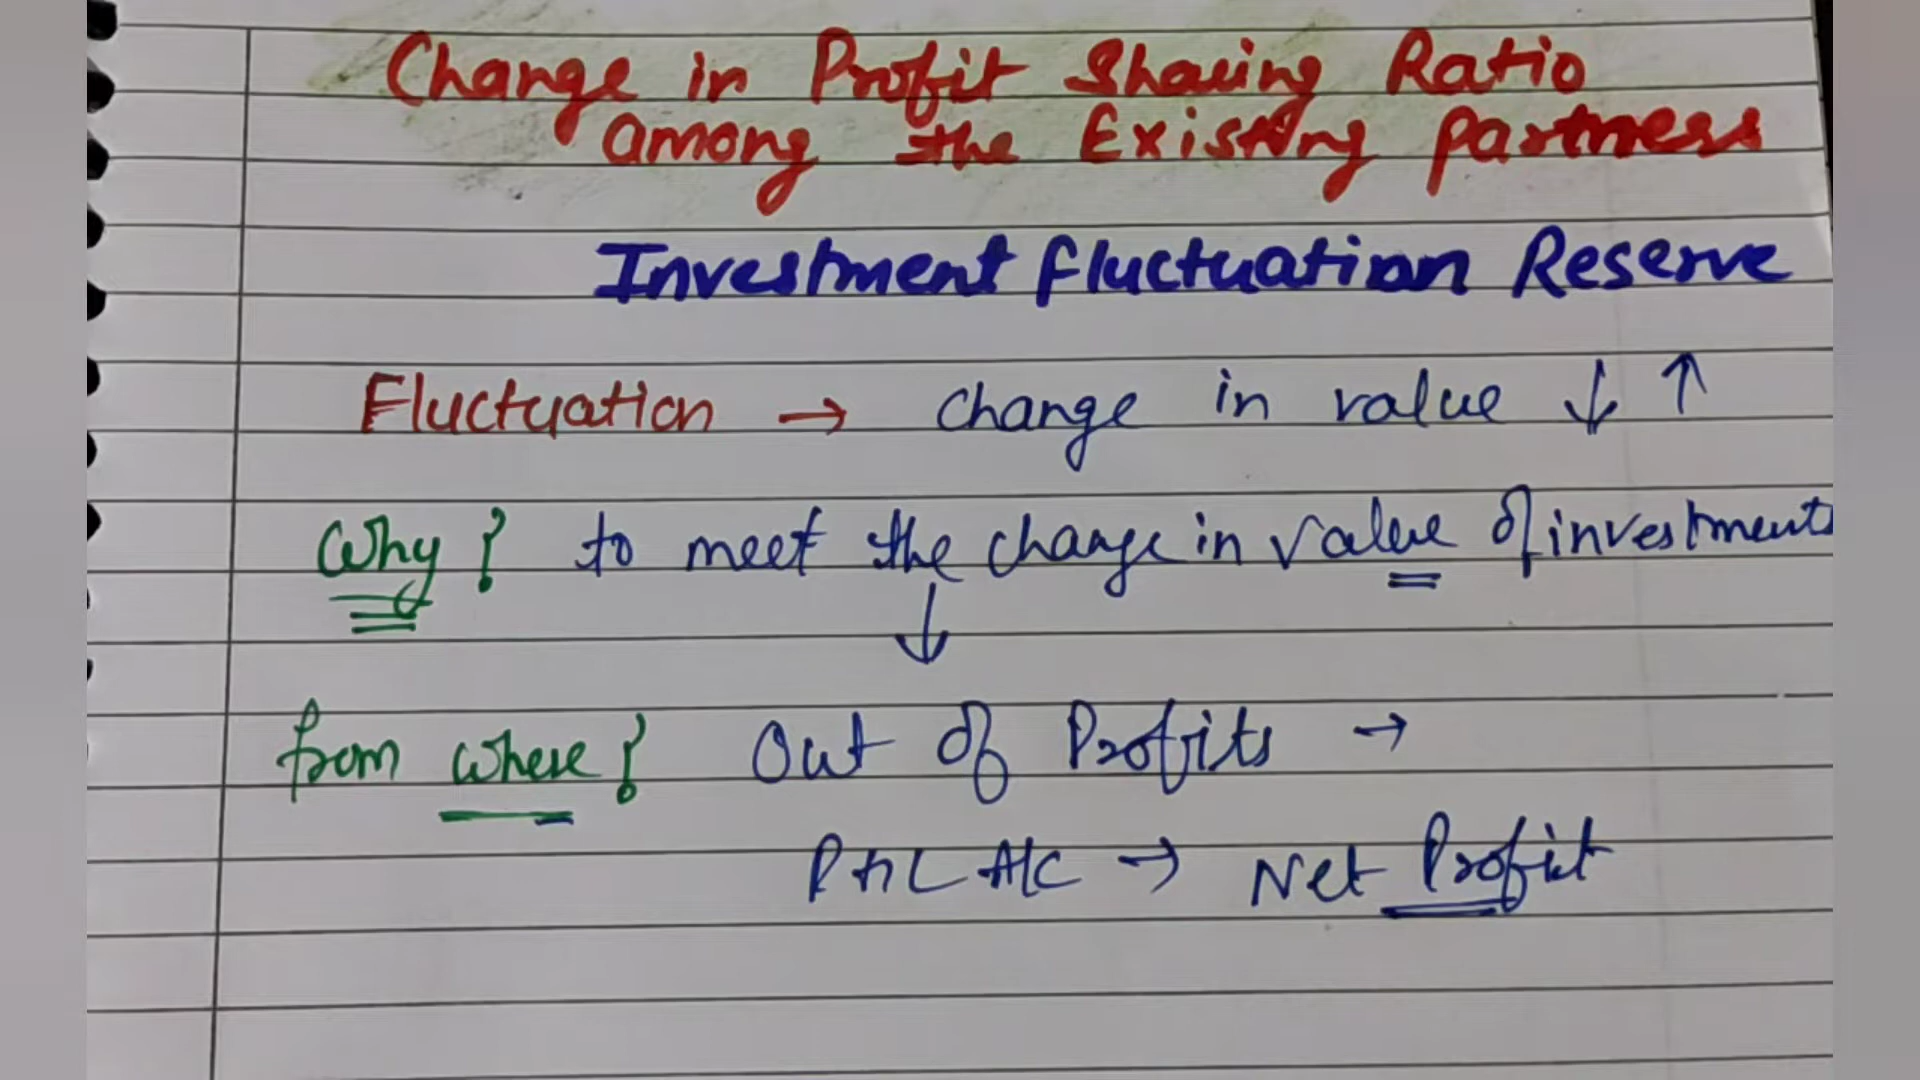 Change in Profit Sharing Ratio
among the Existing Partners
Investment fluctuation Reserve
Fluctuation → change in value ↓ ↑
Why? to meet the change in value of investments
↓
from where? Out of Profits →
P n L A/C → Net Profit